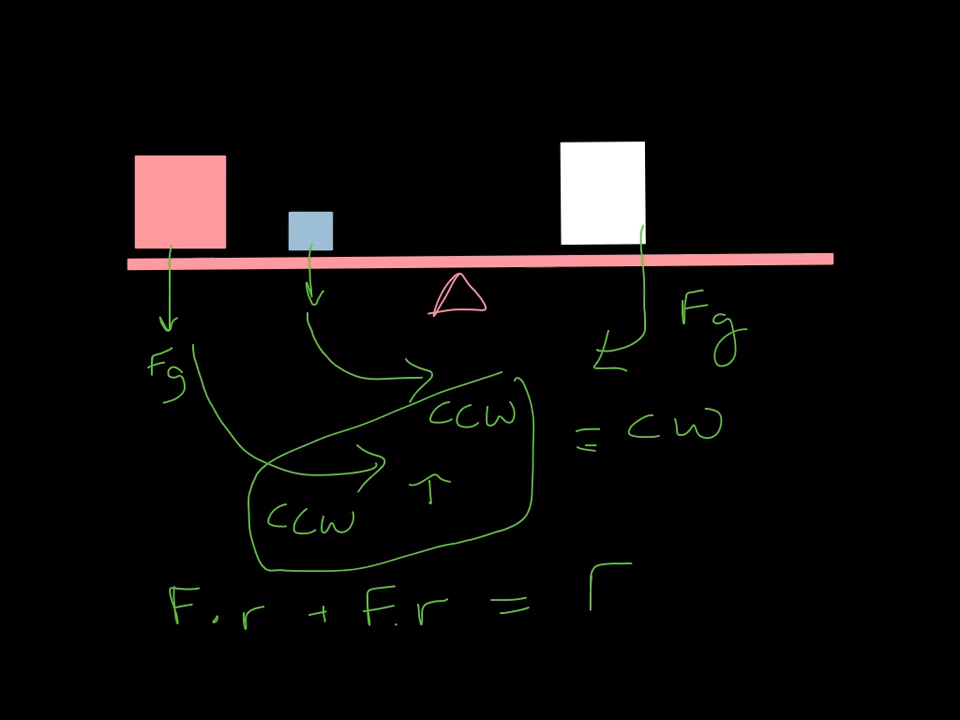 Fg
Fg
CCW
= CW
CCW ↑
F.r + F.r = Γ